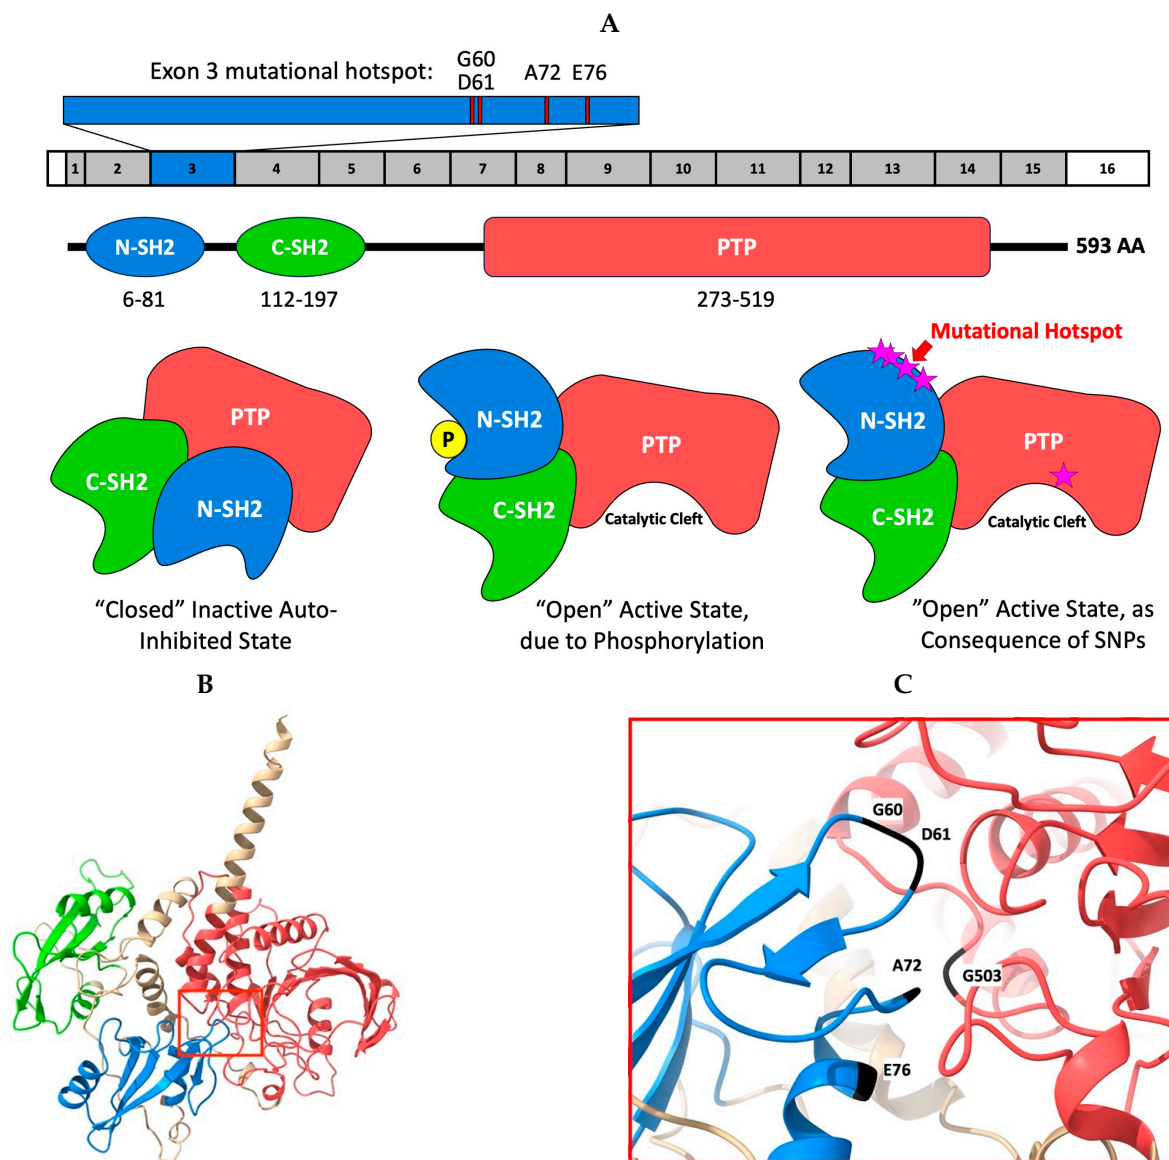 A
Exon 3 mutational hotspot:
G60
D61
A72
E76
1 2 3 4 5 6 7 8 9 10 11 12 13 14 15 16
N-SH2
C-SH2
PTP
593 AA
6-81
112-197
273-519
PTP
C-SH2
N-SH2
“Closed” Inactive Auto-
Inhibited State
N-SH2
P
PTP
C-SH2
Catalytic Cleft
“Open” Active State,
due to Phosphorylation
Mutational Hotspot
N-SH2
PTP
C-SH2
Catalytic Cleft
”Open” Active State, as
Consequence of SNPs
B
C
G60
D61
A72
G503
E76